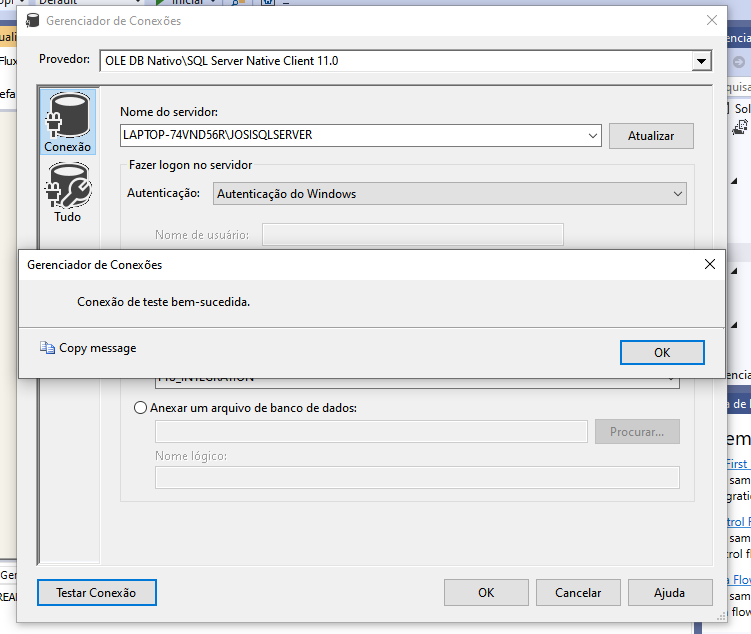 Gerenciador de Conexões
Provedor:
OLE DB Nativo\SQL Server Native Client 11.0
Conexão
Tudo
Nome do servidor:
LAPTOP-74VND56R\JOSISQLSERVER
Atualizar
Fazer logon no servidor
Autenticação:
Autenticação do Windows
Nome de usuário:
Gerenciador de Conexões
Conexão de teste bem-sucedida.
Copy message
OK
Anexar um arquivo de banco de dados:
Procurar...
Nome lógico:
Testar Conexão
OK
Cancelar
Ajuda